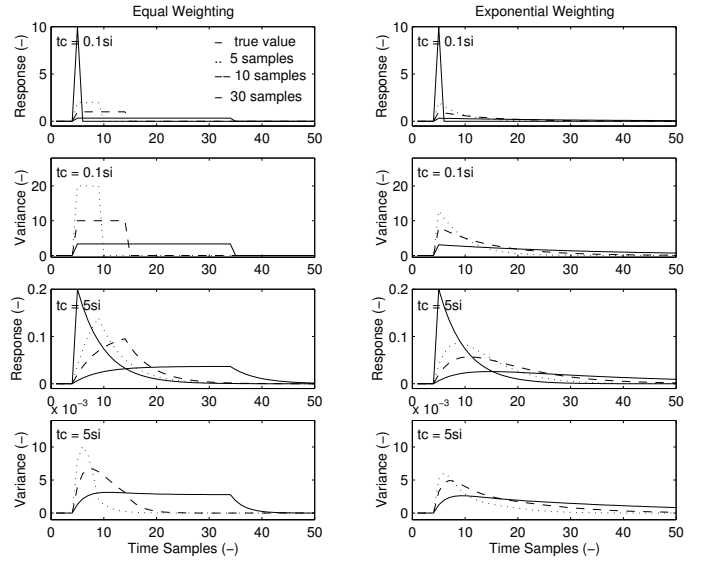 Equal Weighting
Exponential Weighting
10
5
0
Response (−)
tc = 0.1si
− true value
·· 5 samples
−− 10 samples
− 30 samples
0 10 20 30 40 50
10
5
0
Response (−)
tc = 0.1si
0 10 20 30 40 50
20
10
0
Variance (−)
tc = 0.1si
0 10 20 30 40 50
20
10
0
Variance (−)
tc = 0.1si
0 10 20 30 40 50
0.2
0.1
0
Response (−)
tc = 5si
0 10 20 30 40 50
0.2
0.1
0
Response (−)
tc = 5si
0 10 20 30 40 50
x 10−3
10
5
0
Variance (−)
tc = 5si
0 10 20 30 40 50
Time Samples (−)
x 10−3
10
5
0
Variance (−)
tc = 5si
0 10 20 30 40 50
Time Samples (−)